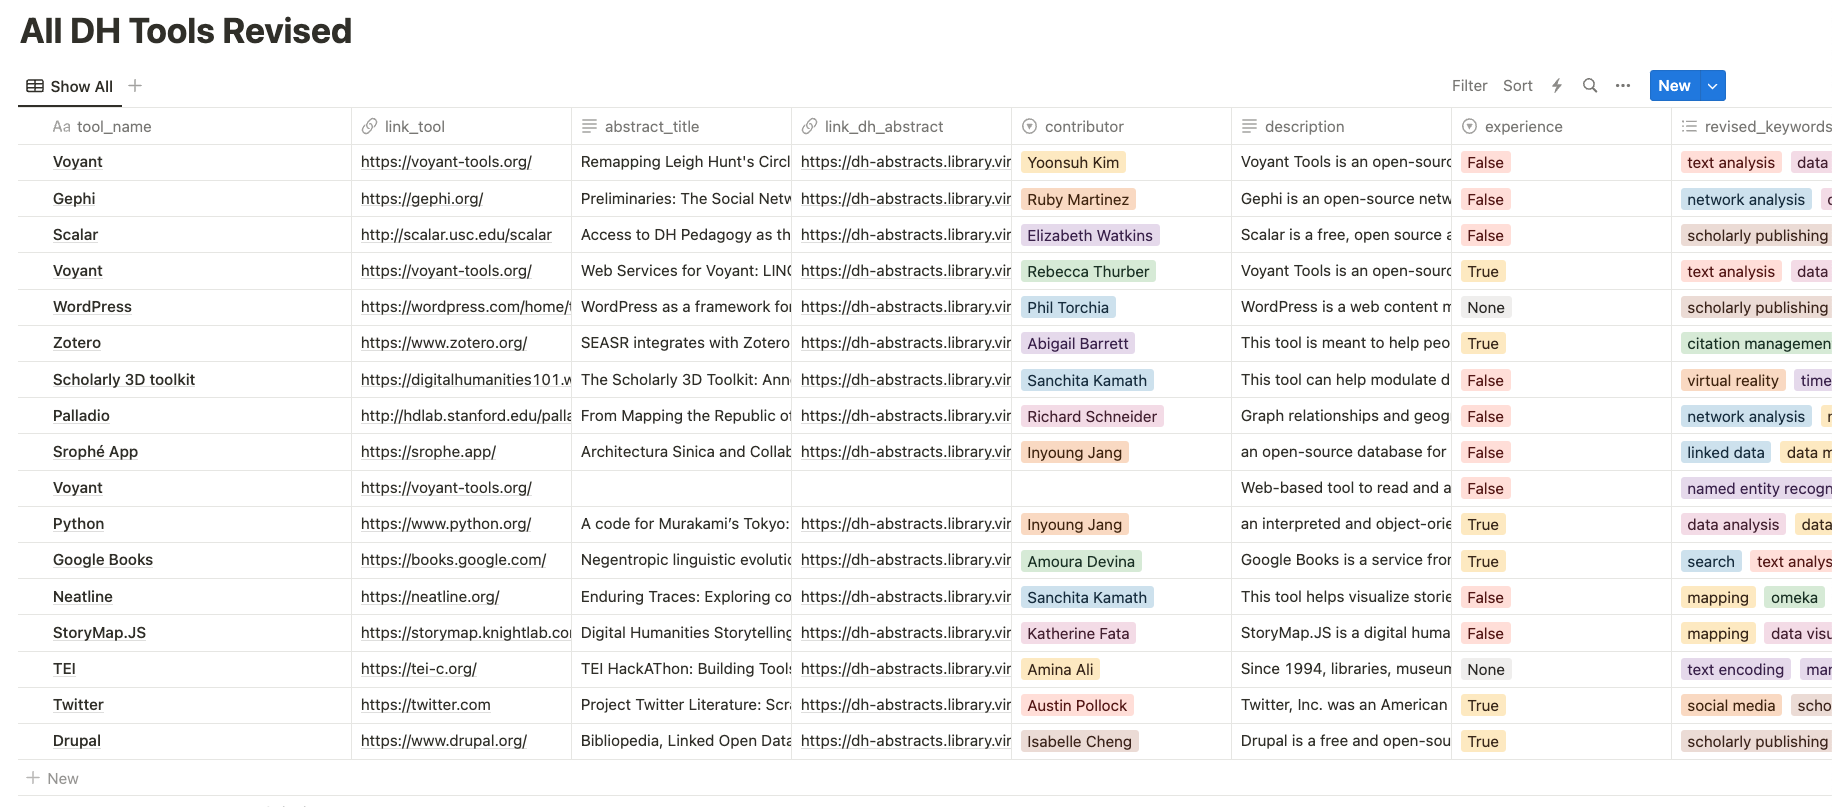 All DH Tools Revised
Show All
Filter Sort New
Aa tool_name link_tool abstract_title link_dh_abstract contributor description experience revised_keywords
Voyant https://voyant-tools.org/ Remapping Leigh Hunt's Circl https://dh-abstracts.library.vir Yoonsuh Kim Voyant Tools is an open-sourc False text analysis data
Gephi https://gephi.org/ Preliminaries: The Social Netw https://dh-abstracts.library.vir Ruby Martinez Gephi is an open-source netw False network analysis
Scalar http://scalar.usc.edu/scalar Access to DH Pedagogy as th https://dh-abstracts.library.vir Elizabeth Watkins Scalar is a free, open source a False scholarly publishing
Voyant https://voyant-tools.org/ Web Services for Voyant: LINC https://dh-abstracts.library.vir Rebecca Thurber Voyant Tools is an open-sourc True text analysis data
WordPress https://wordpress.com/home/t WordPress as a framework for https://dh-abstracts.library.vir Phil Torchia WordPress is a web content m None scholarly publishing
Zotero https://www.zotero.org/ SEASR integrates with Zotero https://dh-abstracts.library.vir Abigail Barrett This tool is meant to help peo True citation managemen
Scholarly 3D toolkit https://digitalhumanities101.w The Scholarly 3D Toolkit: Ann https://dh-abstracts.library.vir Sanchita Kamath This tool can help modulate d False virtual reality time
Palladio http://hdlab.stanford.edu/palla From Mapping the Republic of https://dh-abstracts.library.vir Richard Schneider Graph relationships and geog False network analysis
Srophé App https://srophe.app/ Architectura Sinica and Collab https://dh-abstracts.library.vir Inyoung Jang an open-source database for False linked data data m
Voyant https://voyant-tools.org/ Web-based tool to read and a False named entity recogn
Python https://www.python.org/ A code for Murakami’s Tokyo: https://dh-abstracts.library.vir Inyoung Jang an interpreted and object-orie True data analysis data
Google Books https://books.google.com/ Negentropic linguistic evolutic https://dh-abstracts.library.vir Amoura Devina Google Books is a service fror True search text analys
Neatline https://neatline.org/ Enduring Traces: Exploring co https://dh-abstracts.library.vir Sanchita Kamath This tool helps visualize storie False mapping omeka
StoryMap.JS https://storymap.knightlab.cor Digital Humanities Storytelling https://dh-abstracts.library.vir Katherine Fata StoryMap.JS is a digital huma False mapping data visu
TEI https://tei-c.org/ TEI HackAThon: Building Tools https://dh-abstracts.library.vir Amina Ali Since 1994, libraries, museum None text encoding mar
Twitter https://twitter.com Project Twitter Literature: Scra https://dh-abstracts.library.vir Austin Pollock Twitter, Inc. was an American True social media scho
Drupal https://www.drupal.org/ Bibliopedia, Linked Open Data https://dh-abstracts.library.vir Isabelle Cheng Drupal is a free and open-sou True scholarly publishing
New